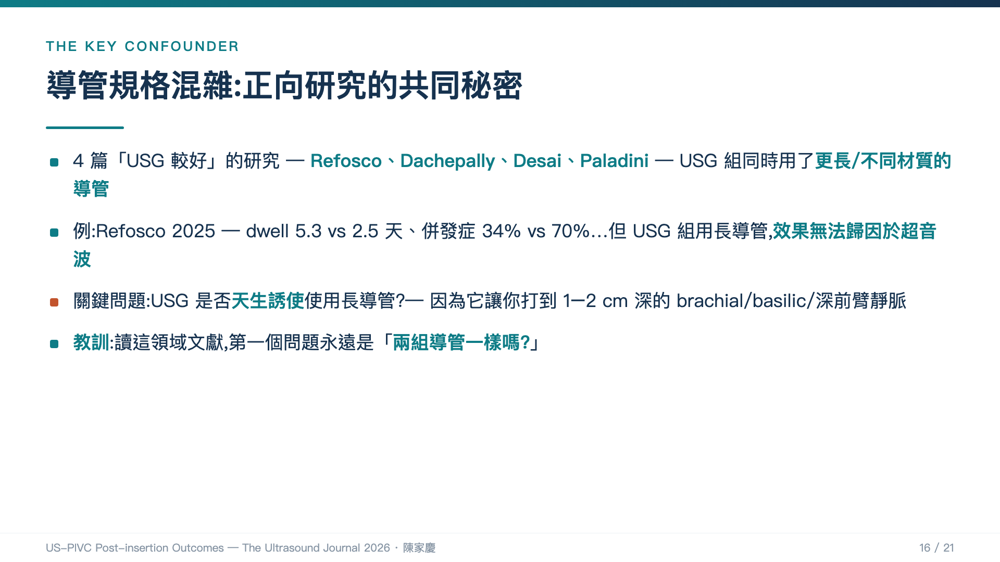 THE KEY CONFOUNDER
導管規格混雜:正向研究的共同秘密
4 篇「USG 較好」的研究 — Refosco、Dachepally、Desai、Paladini — USG 組同時用了更長/不同材質的
導管
例:Refosco 2025 — dwell 5.3 vs 2.5 天、併發症 34% vs 70%…但 USG 組用長導管,效果無法歸因於超音
波
關鍵問題:USG 是否天生誘使使用長導管?— 因為它讓你打到 1–2 cm 深的 brachial/basilic/深前臂靜脈
教訓:讀這領域文獻,第一個問題永遠是「兩組導管一樣嗎?」
US-PIVC Post-insertion Outcomes — The Ultrasound Journal 2026 · 陳家慶
16 / 21